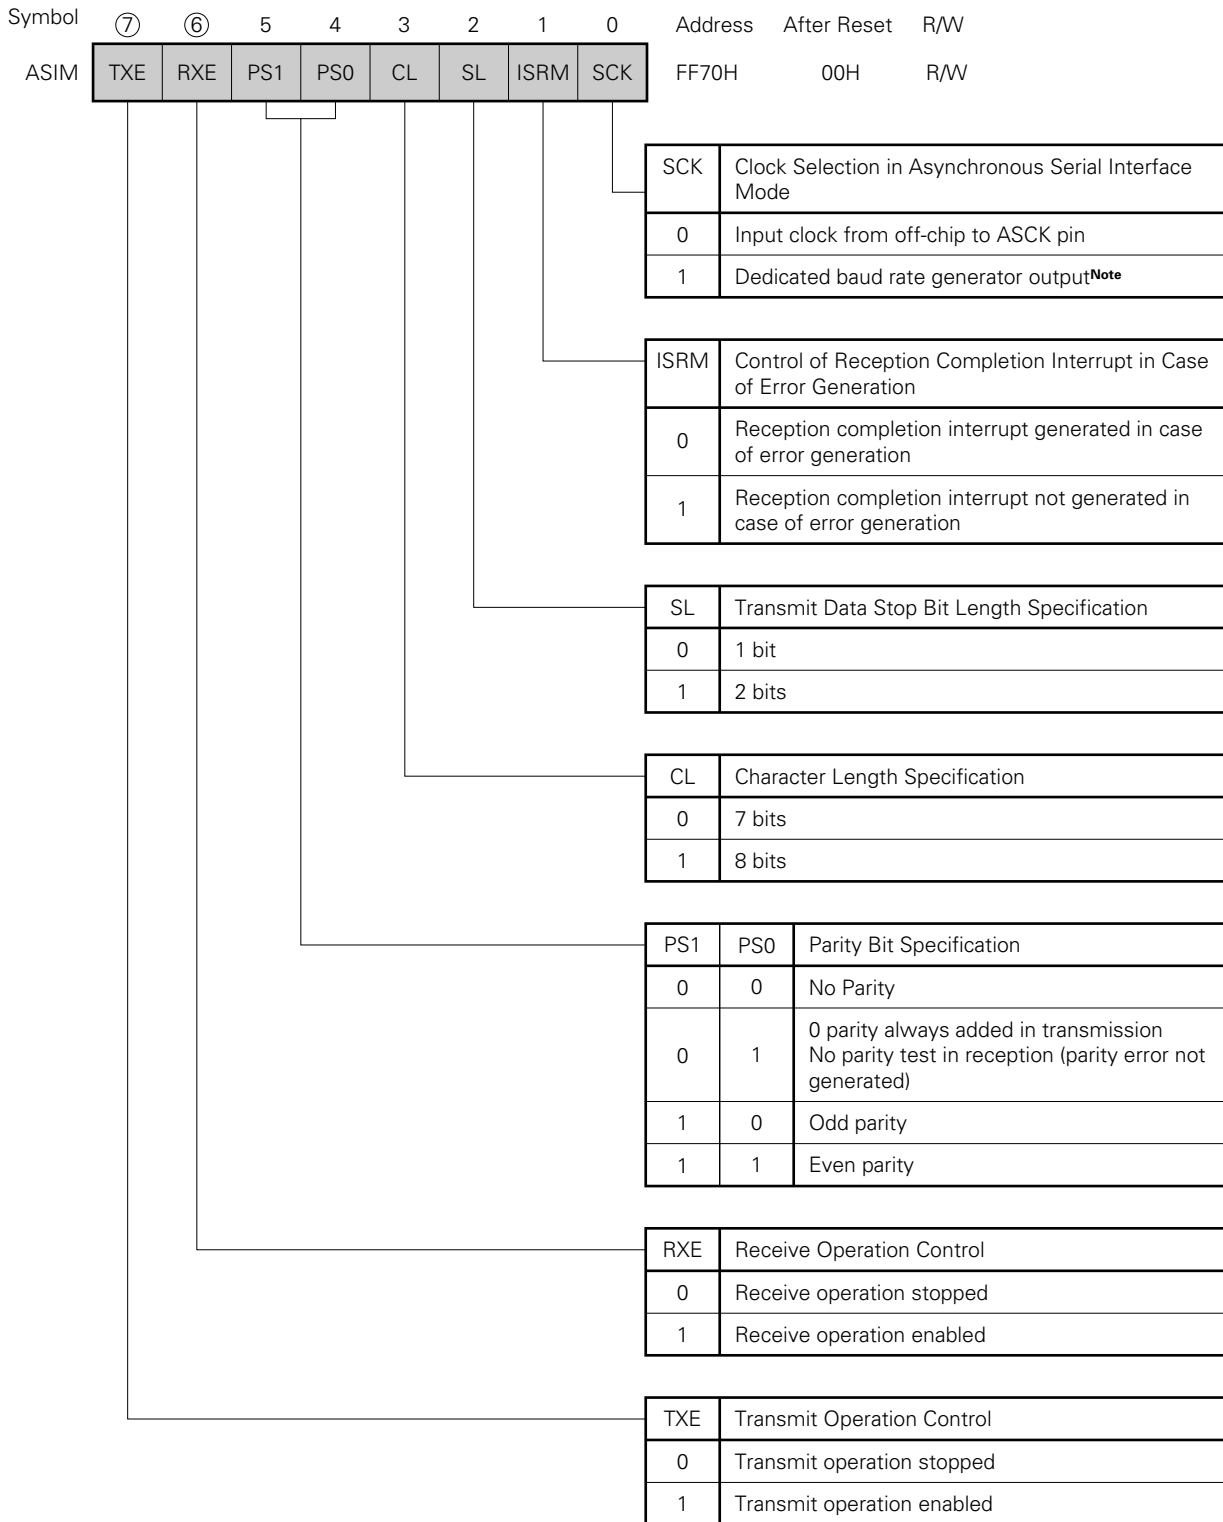 Symbol ⑦ ⑥ 5 4 3 2 1 0 Address After Reset R/W
ASIM TXE RXE PS1 PS0 CL SL ISRM SCK FF70H 00H R/W
SCK Clock Selection in Asynchronous Serial Interface
Mode
0 Input clock from off-chip to ASCK pin
1 Dedicated baud rate generator outputNote
ISRM Control of Reception Completion Interrupt in Case
of Error Generation
0 Reception completion interrupt generated in case
of error generation
1 Reception completion interrupt not generated in
case of error generation
SL Transmit Data Stop Bit Length Specification
0 1 bit
1 2 bits
CL Character Length Specification
0 7 bits
1 8 bits
PS1 PS0 Parity Bit Specification
0 0 No Parity
0 1 0 parity always added in transmission
No parity test in reception (parity error not
generated)
1 0 Odd parity
1 1 Even parity
RXE Receive Operation Control
0 Receive operation stopped
1 Receive operation enabled
TXE Transmit Operation Control
0 Transmit operation stopped
1 Transmit operation enabled